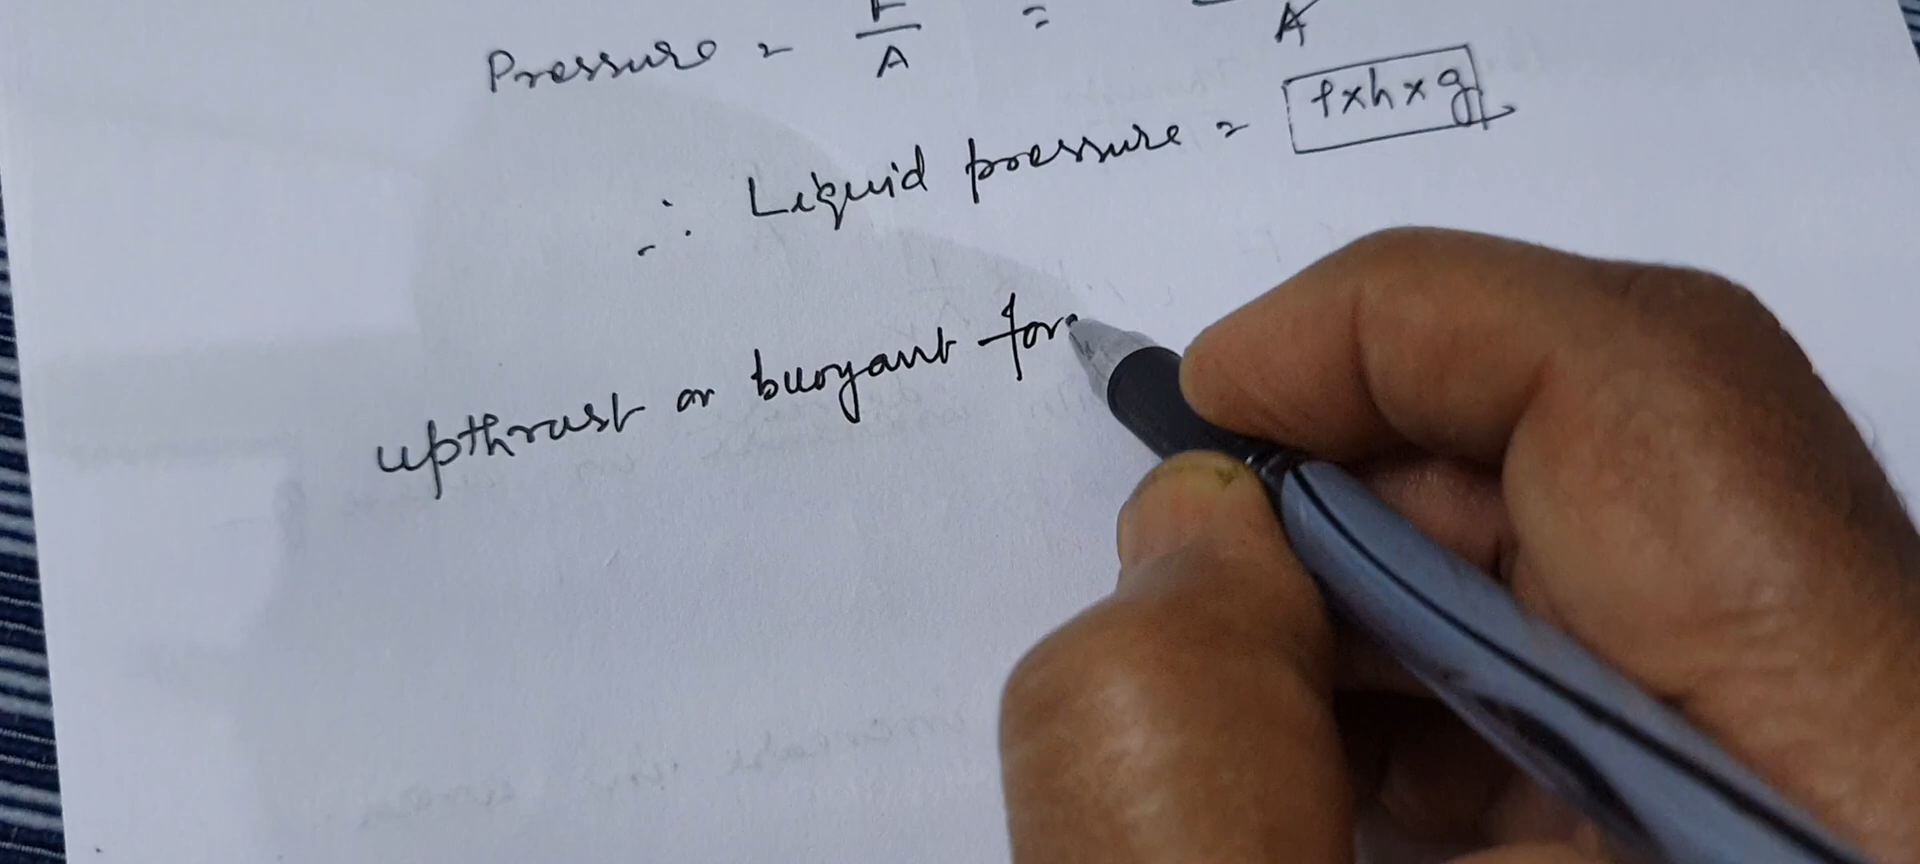 Pressure = F/A = /A
∴ Liquid pressure = ρ×h×g
upthrust or buoyant for